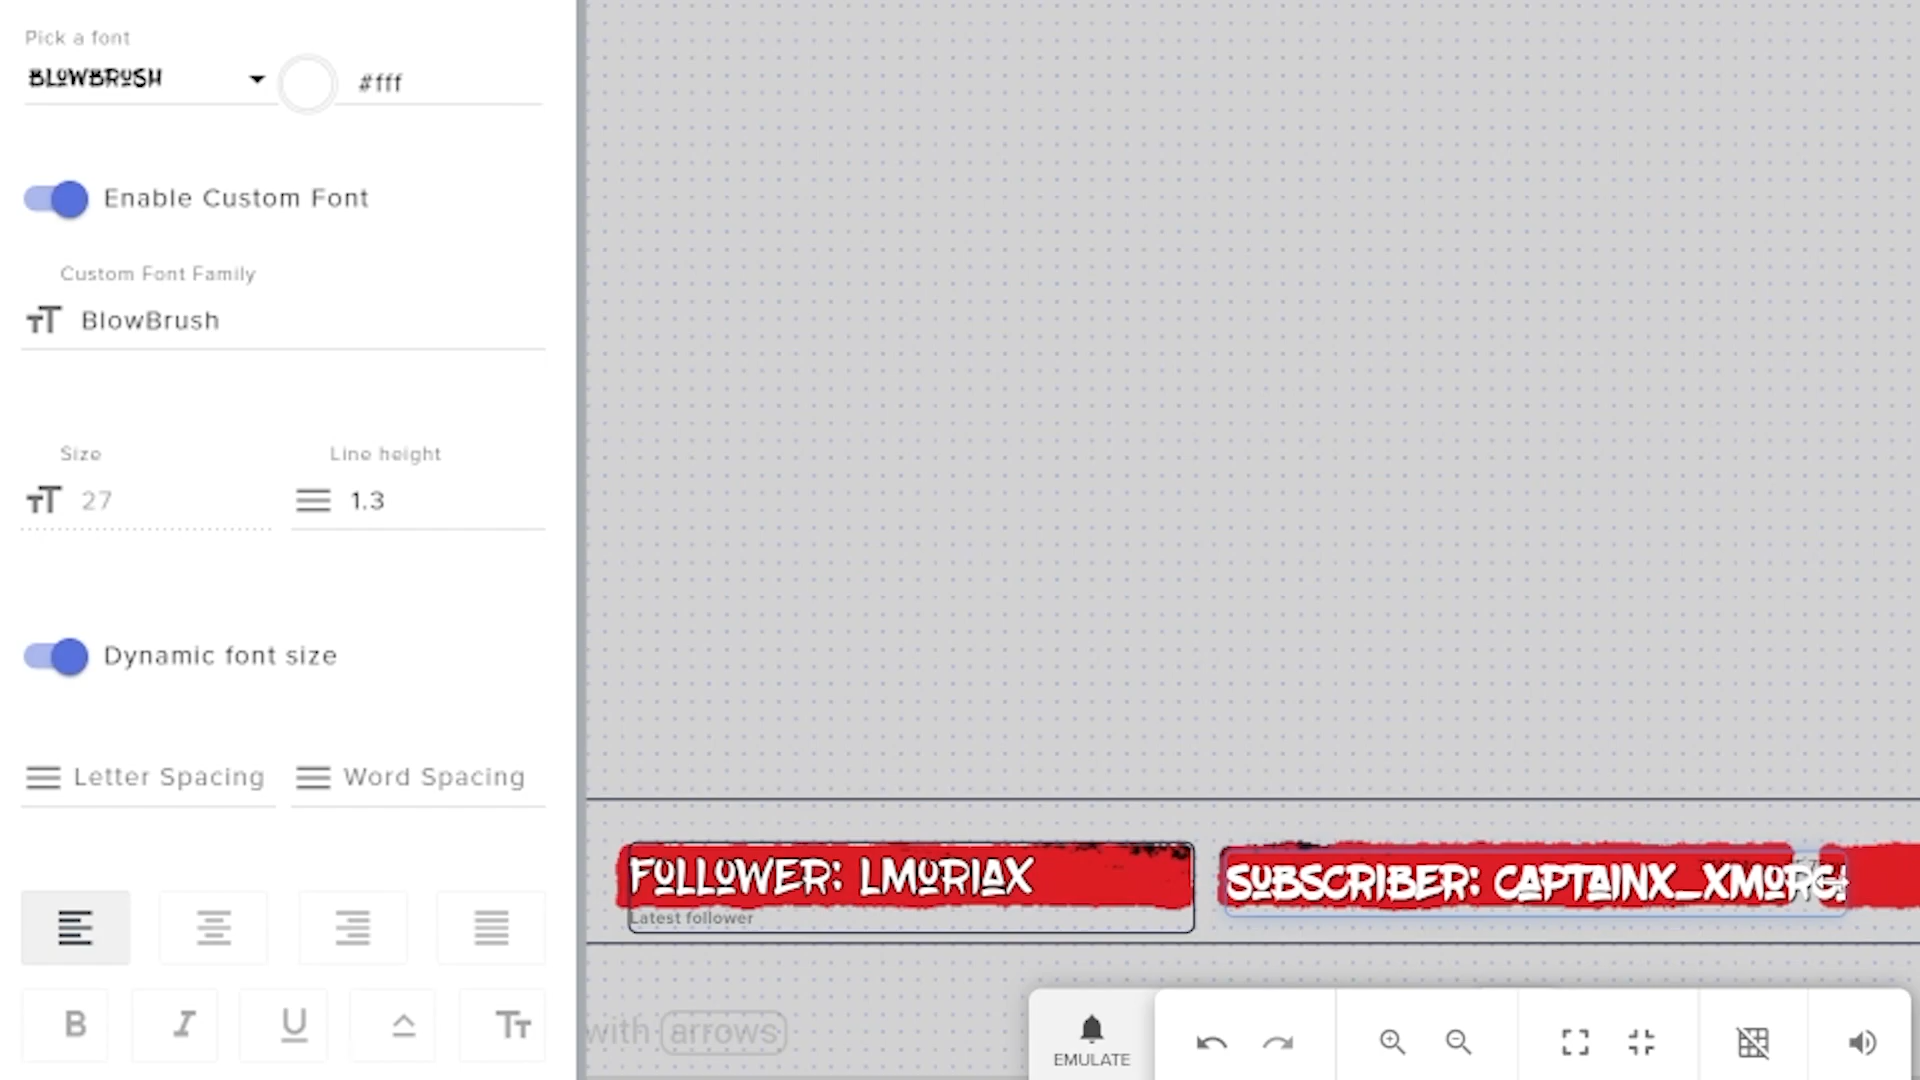 Pick a font
BLOWBRUSH
#fff
Enable Custom Font
Custom Font Family
BlowBrush
Size
Line height
27
1.3
Dynamic font size
Letter Spacing
Word Spacing
FOLLOWER: LMORIAX
SUBSCRIBER: CAPTAINX_XMORG
Latest follower
B
I
U
Tt
with arrows
EMULATE